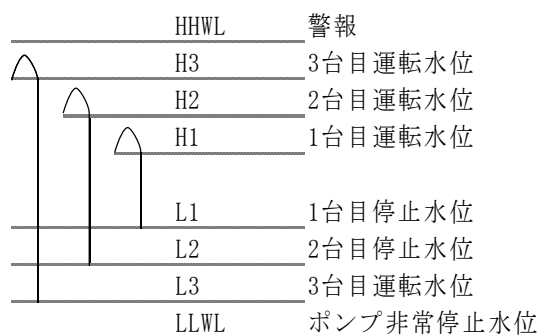 HHWL 警報
H3 3台目運転水位
H2 2台目運転水位
H1 1台目運転水位
L1 1台目停止水位
L2 2台目停止水位
L3 3台目運転水位
LLWL ポンプ非常停止水位